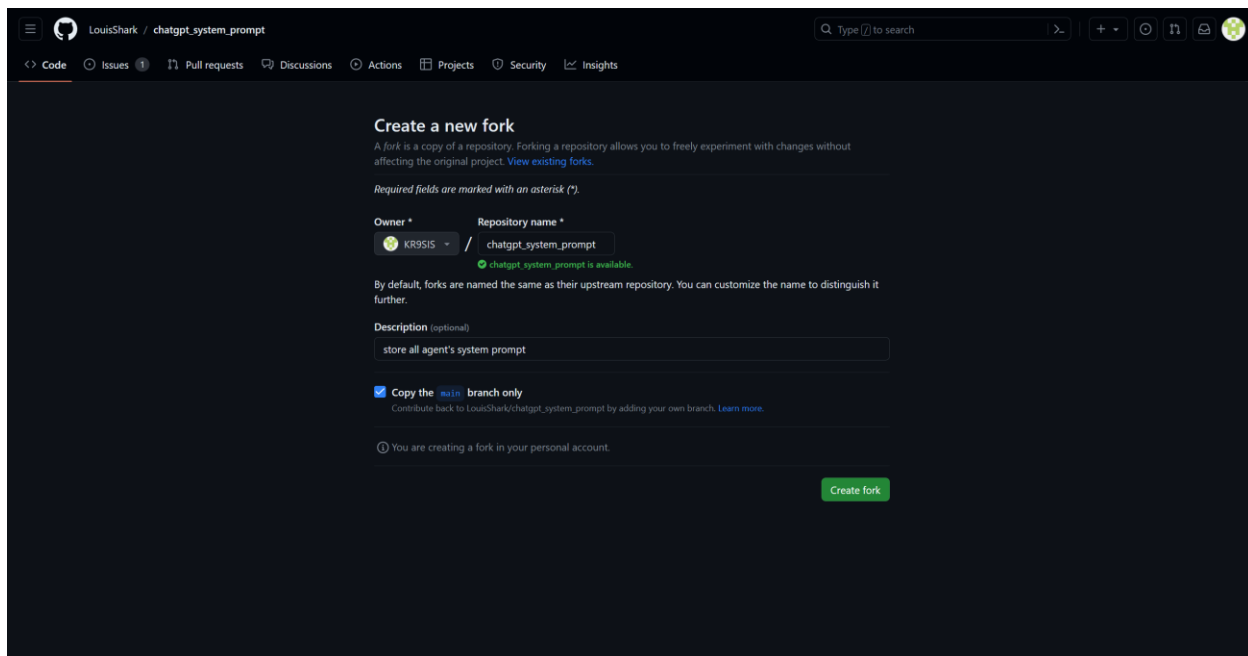 LouisShark / chatgpt_system_prompt
Type / to search
Code
Issues 1
Pull requests
Discussions
Actions
Projects
Security
Insights
Create a new fork
A fork is a copy of a repository. Forking a repository allows you to freely experiment with changes without
affecting the original project. View existing forks.
Required fields are marked with an asterisk (*).
Owner *
Repository name *
KR9SIS
/
chatgpt_system_prompt
chatgpt_system_prompt is available.
By default, forks are named the same as their upstream repository. You can customize the name to distinguish it
further.
Description (optional)
store all agent's system prompt
Copy the main branch only
Contribute back to LouisShark/chatgpt_system_prompt by adding your own branch. Learn more.
You are creating a fork in your personal account.
Create fork